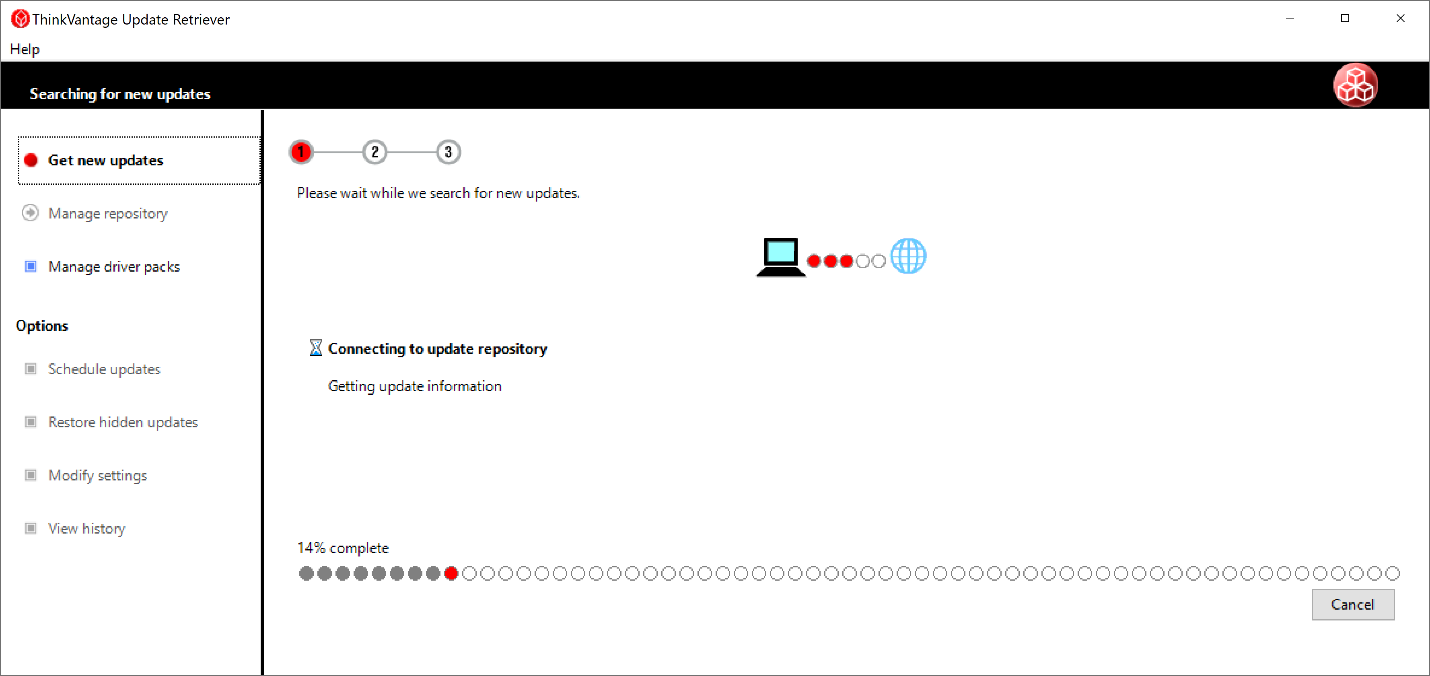 ThinkVantage Update Retriever
Help
Searching for new updates
Get new updates
Manage repository
Manage driver packs
Options
Schedule updates
Restore hidden updates
Modify settings
View history
1 2 3
Please wait while we search for new updates.
Connecting to update repository
Getting update information
14% complete
Cancel